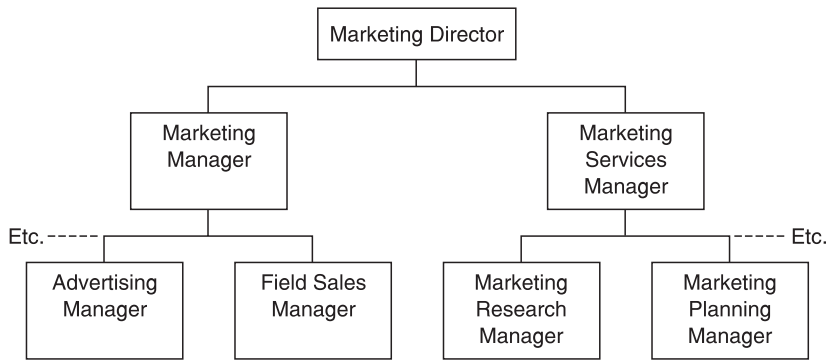 Marketing Director
Marketing
Manager
Marketing
Services
Manager
Etc.
Etc.
Advertising
Manager
Field Sales
Manager
Marketing
Research
Manager
Marketing
Planning
Manager